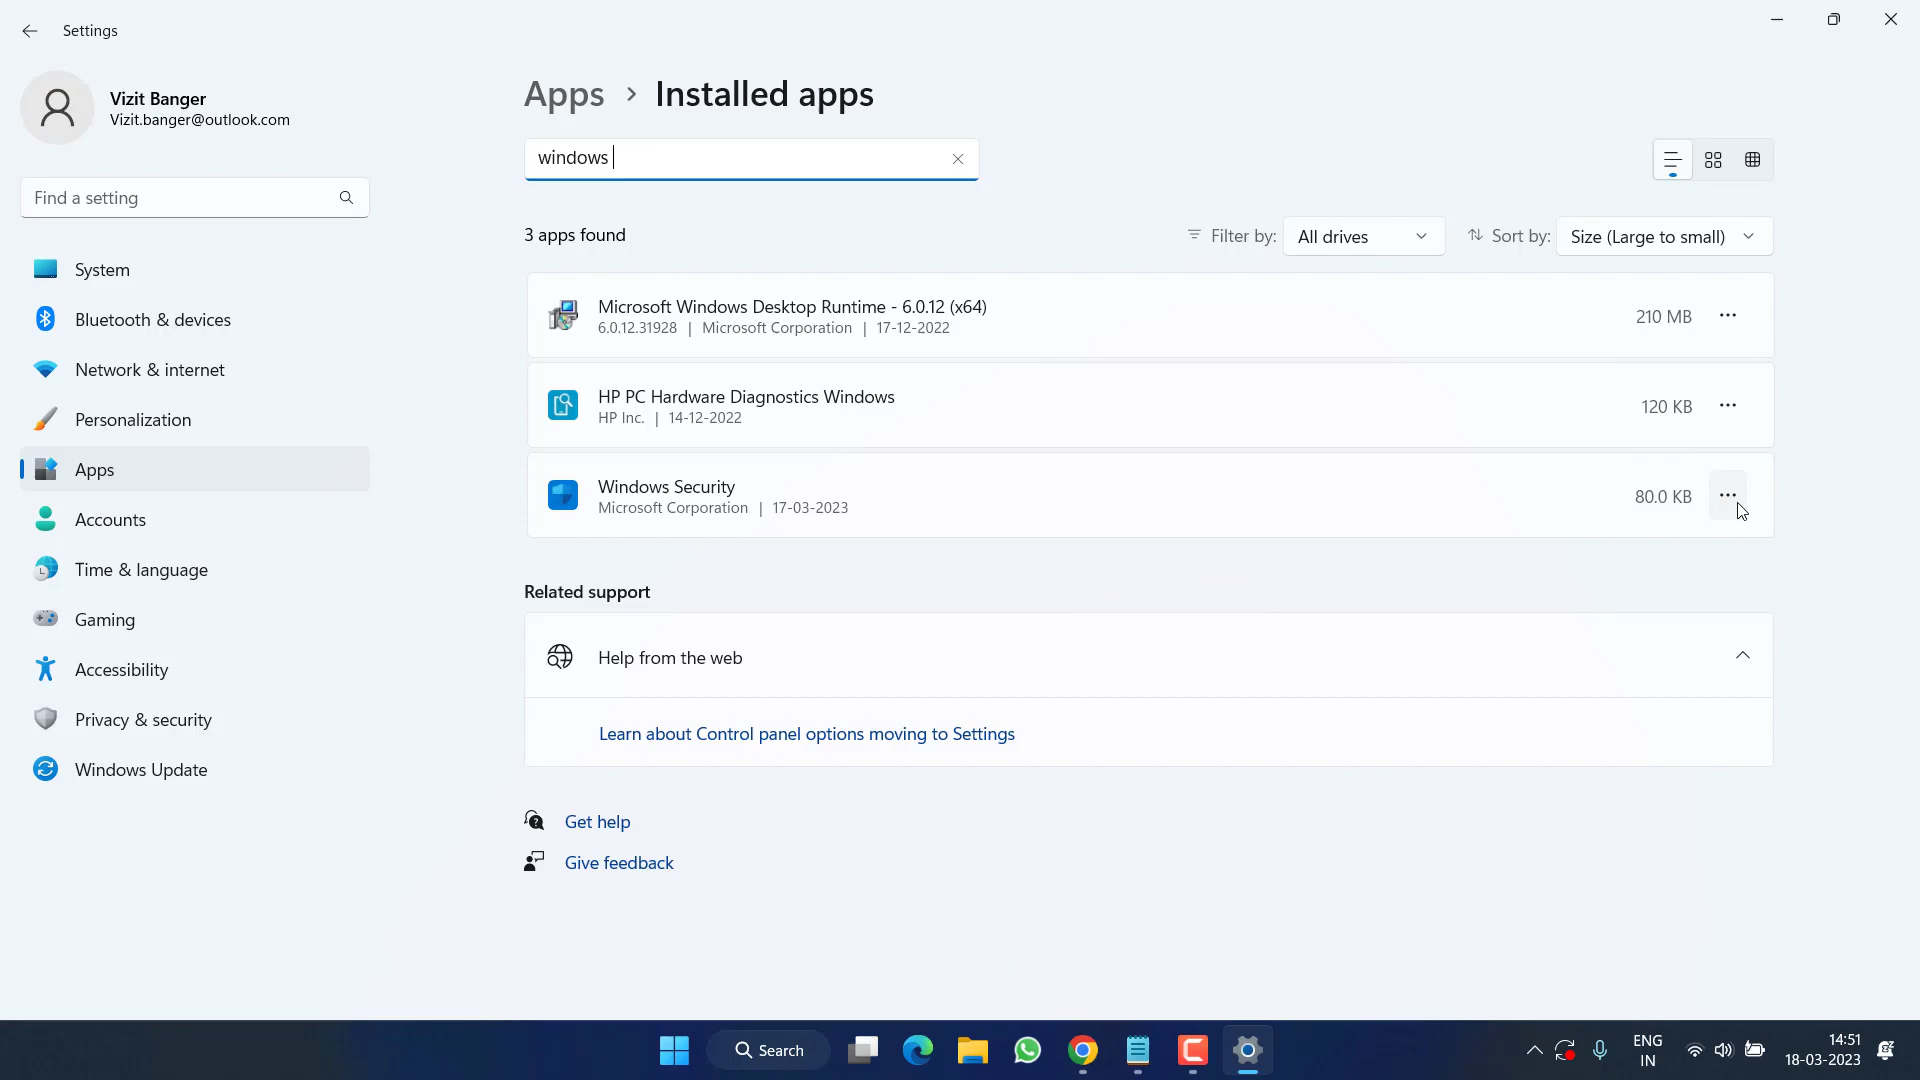 Settings
Vizit Banger
Vizit.banger@outlook.com
Find a setting
System
Bluetooth & devices
Network & internet
Personalization
Apps
Accounts
Time & language
Gaming
Accessibility
Privacy & security
Windows Update
Apps > Installed apps
windows
3 apps found
Filter by: All drives
Sort by: Size (Large to small)
Microsoft Windows Desktop Runtime - 6.0.12 (x64)
6.0.12.31928 | Microsoft Corporation | 17-12-2022
210 MB
HP PC Hardware Diagnostics Windows
HP Inc. | 14-12-2022
120 KB
Windows Security
Microsoft Corporation | 17-03-2023
80.0 KB
Related support
Help from the web
Learn about Control panel options moving to Settings
Get help
Give feedback
Search
ENG
IN
14:51
18-03-2023